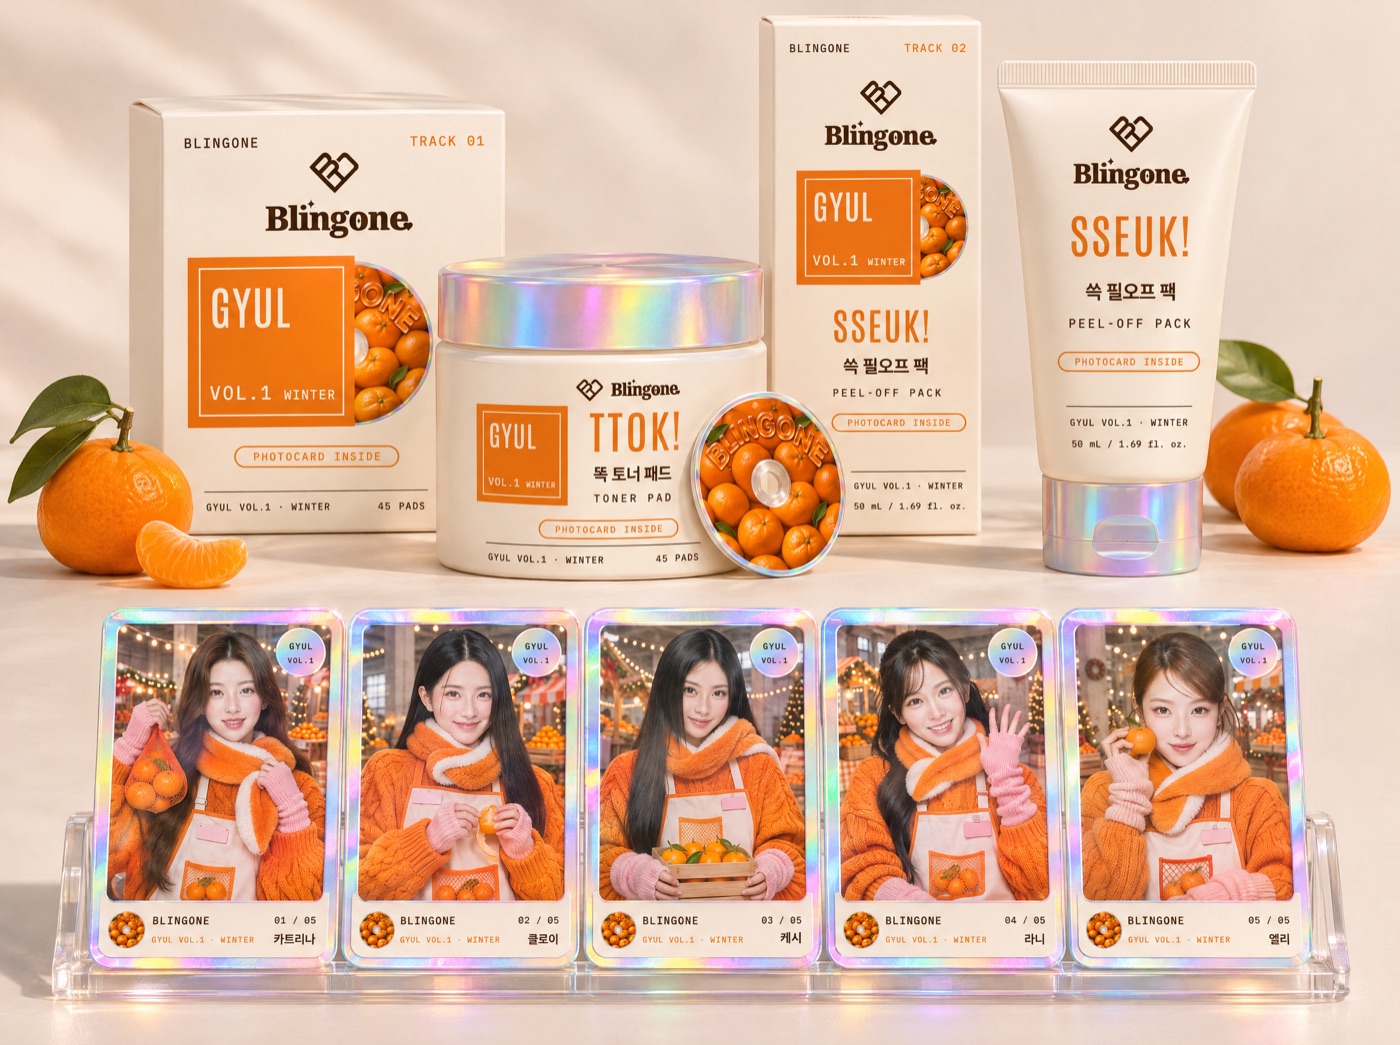 BLINGONE TRACK 01
Blingone
GYUL
VOL.1 WINTER
GONE
PHOTOCARD INSIDE
GYUL VOL.1 · WINTER 45 PADS
Blingone
GYUL
VOL.1 WINTER
TTOK!
똑 토너 패드
TONER PAD
PHOTOCARD INSIDE
GYUL VOL.1 · WINTER 45 PADS
BLINGONE
BLINGONE TRACK 02
Blingone
GYUL
VOL.1 WINTER
ONE
SSEUK!
쓱 필오프 팩
PEEL-OFF PACK
PHOTOCARD INSIDE
GYUL VOL.1 · WINTER
50 mL / 1.69 fl. oz.
Blingone
SSEUK!
쓱 필오프 팩
PEEL-OFF PACK
PHOTOCARD INSIDE
GYUL VOL.1 · WINTER
50 mL / 1.69 fl. oz.
GYUL
VOL.1
BLINGONE 01 / 05
GYUL VOL.1 · WINTER 카트리나
GYUL
VOL.1
BLINGONE 02 / 05
GYUL VOL.1 · WINTER 클로이
GYUL
VOL.1
BLINGONE 03 / 05
GYUL VOL.1 · WINTER 케시
GYUL
VOL.1
BLINGONE 04 / 05
GYUL VOL.1 · WINTER 라니
GYUL
VOL.1
BLINGONE 05 / 05
GYUL VOL.1 · WINTER 엘리